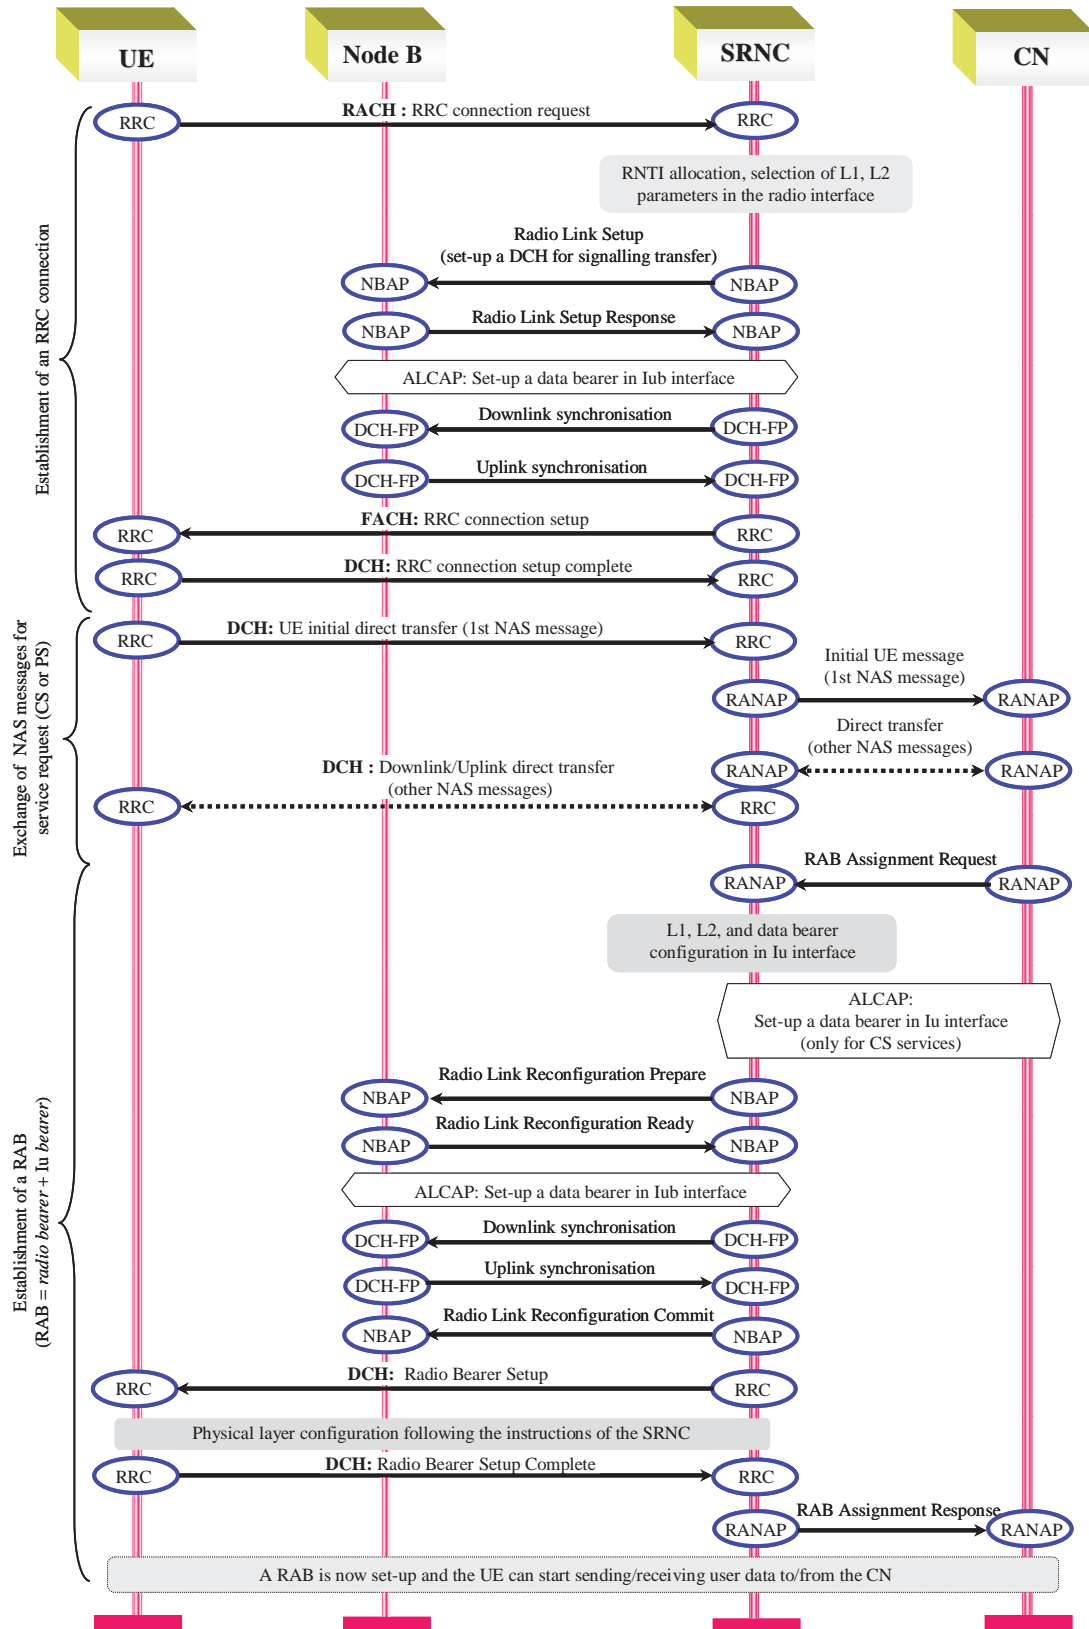 UE
Node B
SRNC
CN
RACH : RRC connection request
RRC
RRC
RNTI allocation, selection of L1, L2
parameters in the radio interface
Radio Link Setup
(set-up a DCH for signalling transfer)
NBAP
NBAP
Radio Link Setup Response
NBAP
NBAP
ALCAP: Set-up a data bearer in Iub interface
Downlink synchronisation
DCH-FP
DCH-FP
Uplink synchronisation
DCH-FP
DCH-FP
FACH: RRC connection setup
RRC
RRC
DCH: RRC connection setup complete
RRC
RRC
Establishment of an RRC connection
DCH: UE initial direct transfer (1st NAS message)
RRC
RRC
Initial UE message
(1st NAS message)
RANAP
RANAP
Direct transfer
(other NAS messages)
RANAP
RANAP
DCH : Downlink/Uplink direct transfer
(other NAS messages)
RRC
RRC
Exchange of NAS messages for
service request (CS or PS)
RAB Assignment Request
RANAP
RANAP
L1, L2, and data bearer
configuration in Iu interface
ALCAP:
Set-up a data bearer in Iu interface
(only for CS services)
Radio Link Reconfiguration Prepare
NBAP
NBAP
Radio Link Reconfiguration Ready
NBAP
NBAP
ALCAP: Set-up a data bearer in Iub interface
Downlink synchronisation
DCH-FP
DCH-FP
Uplink synchronisation
DCH-FP
DCH-FP
Radio Link Reconfiguration Commit
NBAP
NBAP
DCH: Radio Bearer Setup
RRC
RRC
Physical layer configuration following the instructions of the SRNC
DCH: Radio Bearer Setup Complete
RRC
RRC
RAB Assignment Response
RANAP
RANAP
Establishment of a RAB
(RAB = radio bearer + Iu bearer)
A RAB is now set-up and the UE can start sending/receiving user data to/from the CN